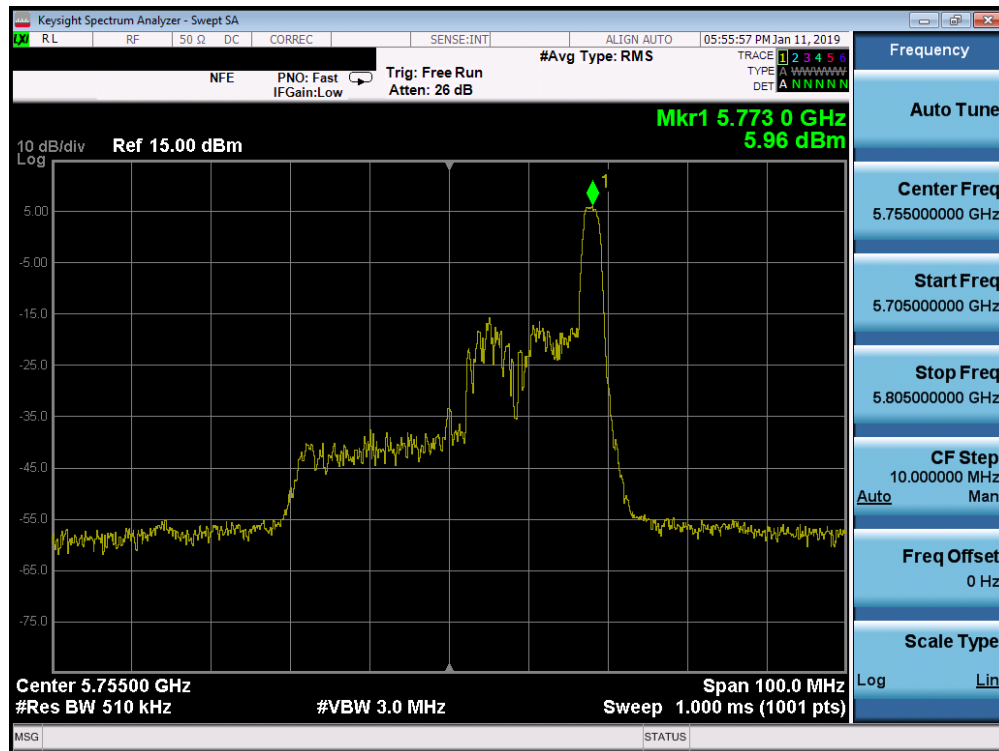 Keysight Spectrum Analyzer - Swept SA
LXI RL RF 50 Ω DC CORREC SENSE:INT ALIGN AUTO 05:55:57 PM Jan 11, 2019
NFE PNO: Fast Trig: Free Run #Avg Type: RMS TRACE 1 2 3 4 5 6
IFGain:Low Atten: 26 dB TYPE A WWWWWW
DET A N N N N N
Mkr1 5.773 0 GHz
5.96 dBm
10 dB/div Ref 15.00 dBm
Log
1
5.00
-5.00
-15.0
-25.0
-35.0
-45.0
-55.0
-65.0
-75.0
Center 5.75500 GHz Span 100.0 MHz
#Res BW 510 kHz #VBW 3.0 MHz Sweep 1.000 ms (1001 pts)
MSG STATUS
Frequency
Auto Tune
Center Freq
5.755000000 GHz
Start Freq
5.705000000 GHz
Stop Freq
5.805000000 GHz
CF Step
10.000000 MHz
Auto Man
Freq Offset
0 Hz
Scale Type
Log Lin